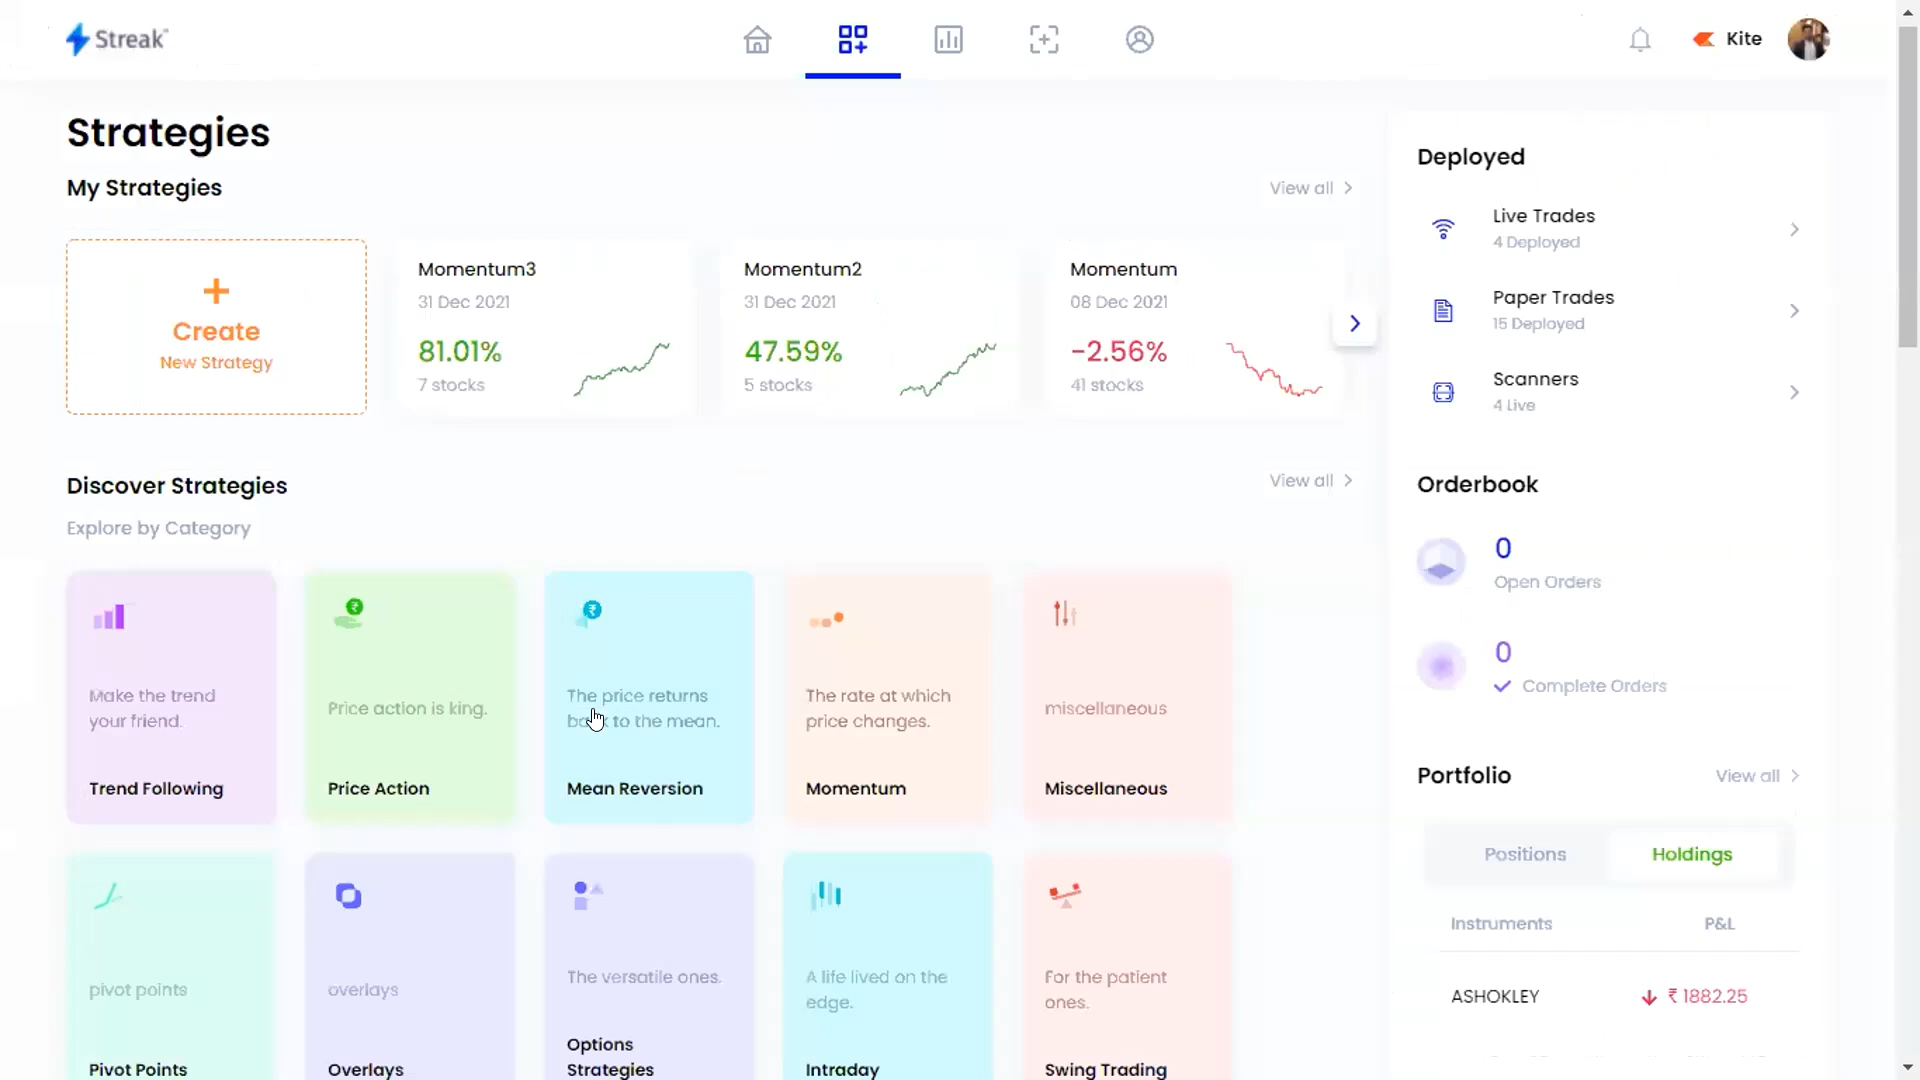 Streak
Kite
Strategies
My Strategies
View all
Create
New Strategy
Momentum3
31 Dec 2021
81.01%
7 stocks
Momentum2
31 Dec 2021
47.59%
5 stocks
Momentum
08 Dec 2021
-2.56%
41 stocks
Discover Strategies
View all
Explore by Category
Make the trend
your friend.
Trend Following
Price action is king.
Price Action
The price returns
back to the mean.
Mean Reversion
The rate at which
price changes.
Momentum
miscellaneous
Miscellaneous
pivot points
Pivot Points
overlays
Overlays
The versatile ones.
Options
Strategies
A life lived on the
edge.
Intraday
For the patient
ones.
Swing Trading
Deployed
Live Trades
4 Deployed
Paper Trades
15 Deployed
Scanners
4 Live
Orderbook
0
Open Orders
0
Complete Orders
Portfolio
View all
Positions
Holdings
Instruments
P&L
ASHOKLEY
₹ 1882.25